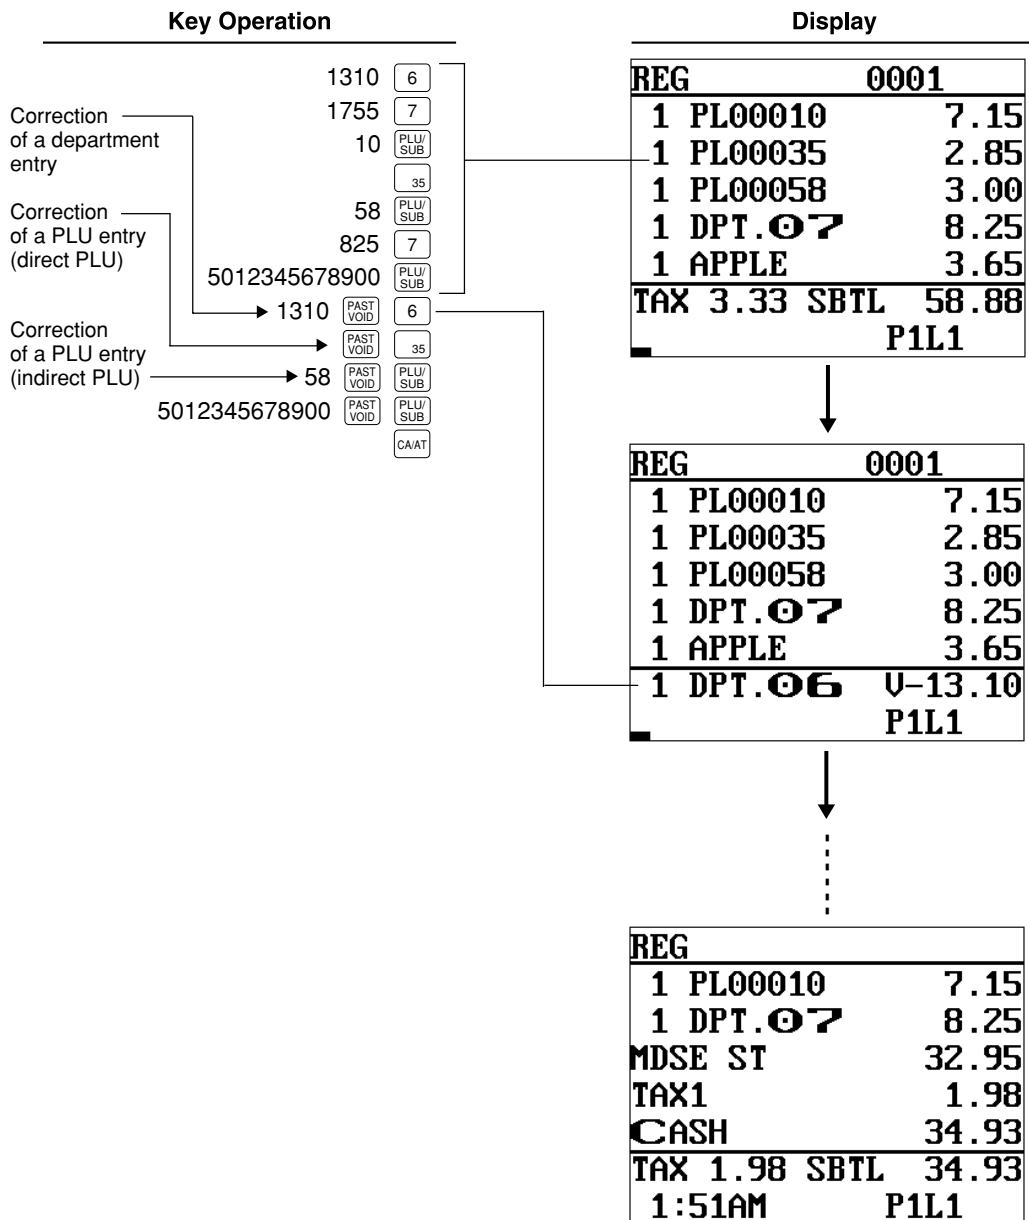 Key Operation
1310 6
1755 7
10 PLU/SUB
35
58 PLU/SUB
825 7
5012345678900 PLU/SUB
1310 PAST VOID 6
PAST VOID 35
58 PAST VOID PLU/SUB
5012345678900 PAST VOID PLU/SUB
CA/AT
Correction
of a department
entry
Correction
of a PLU entry
(direct PLU)
Correction
of a PLU entry
(indirect PLU)
Display
REG 0001
1 PL00010 7.15
1 PL00035 2.85
1 PL00058 3.00
1 DPT.07 8.25
1 APPLE 3.65
TAX 3.33 SBTL 58.88
P1L1
REG 0001
1 PL00010 7.15
1 PL00035 2.85
1 PL00058 3.00
1 DPT.07 8.25
1 APPLE 3.65
1 DPT.06 V-13.10
P1L1
REG
1 PL00010 7.15
1 DPT.07 8.25
MDSE ST 32.95
TAX1 1.98
CASH 34.93
TAX 1.98 SBTL 34.93
1:51AM P1L1